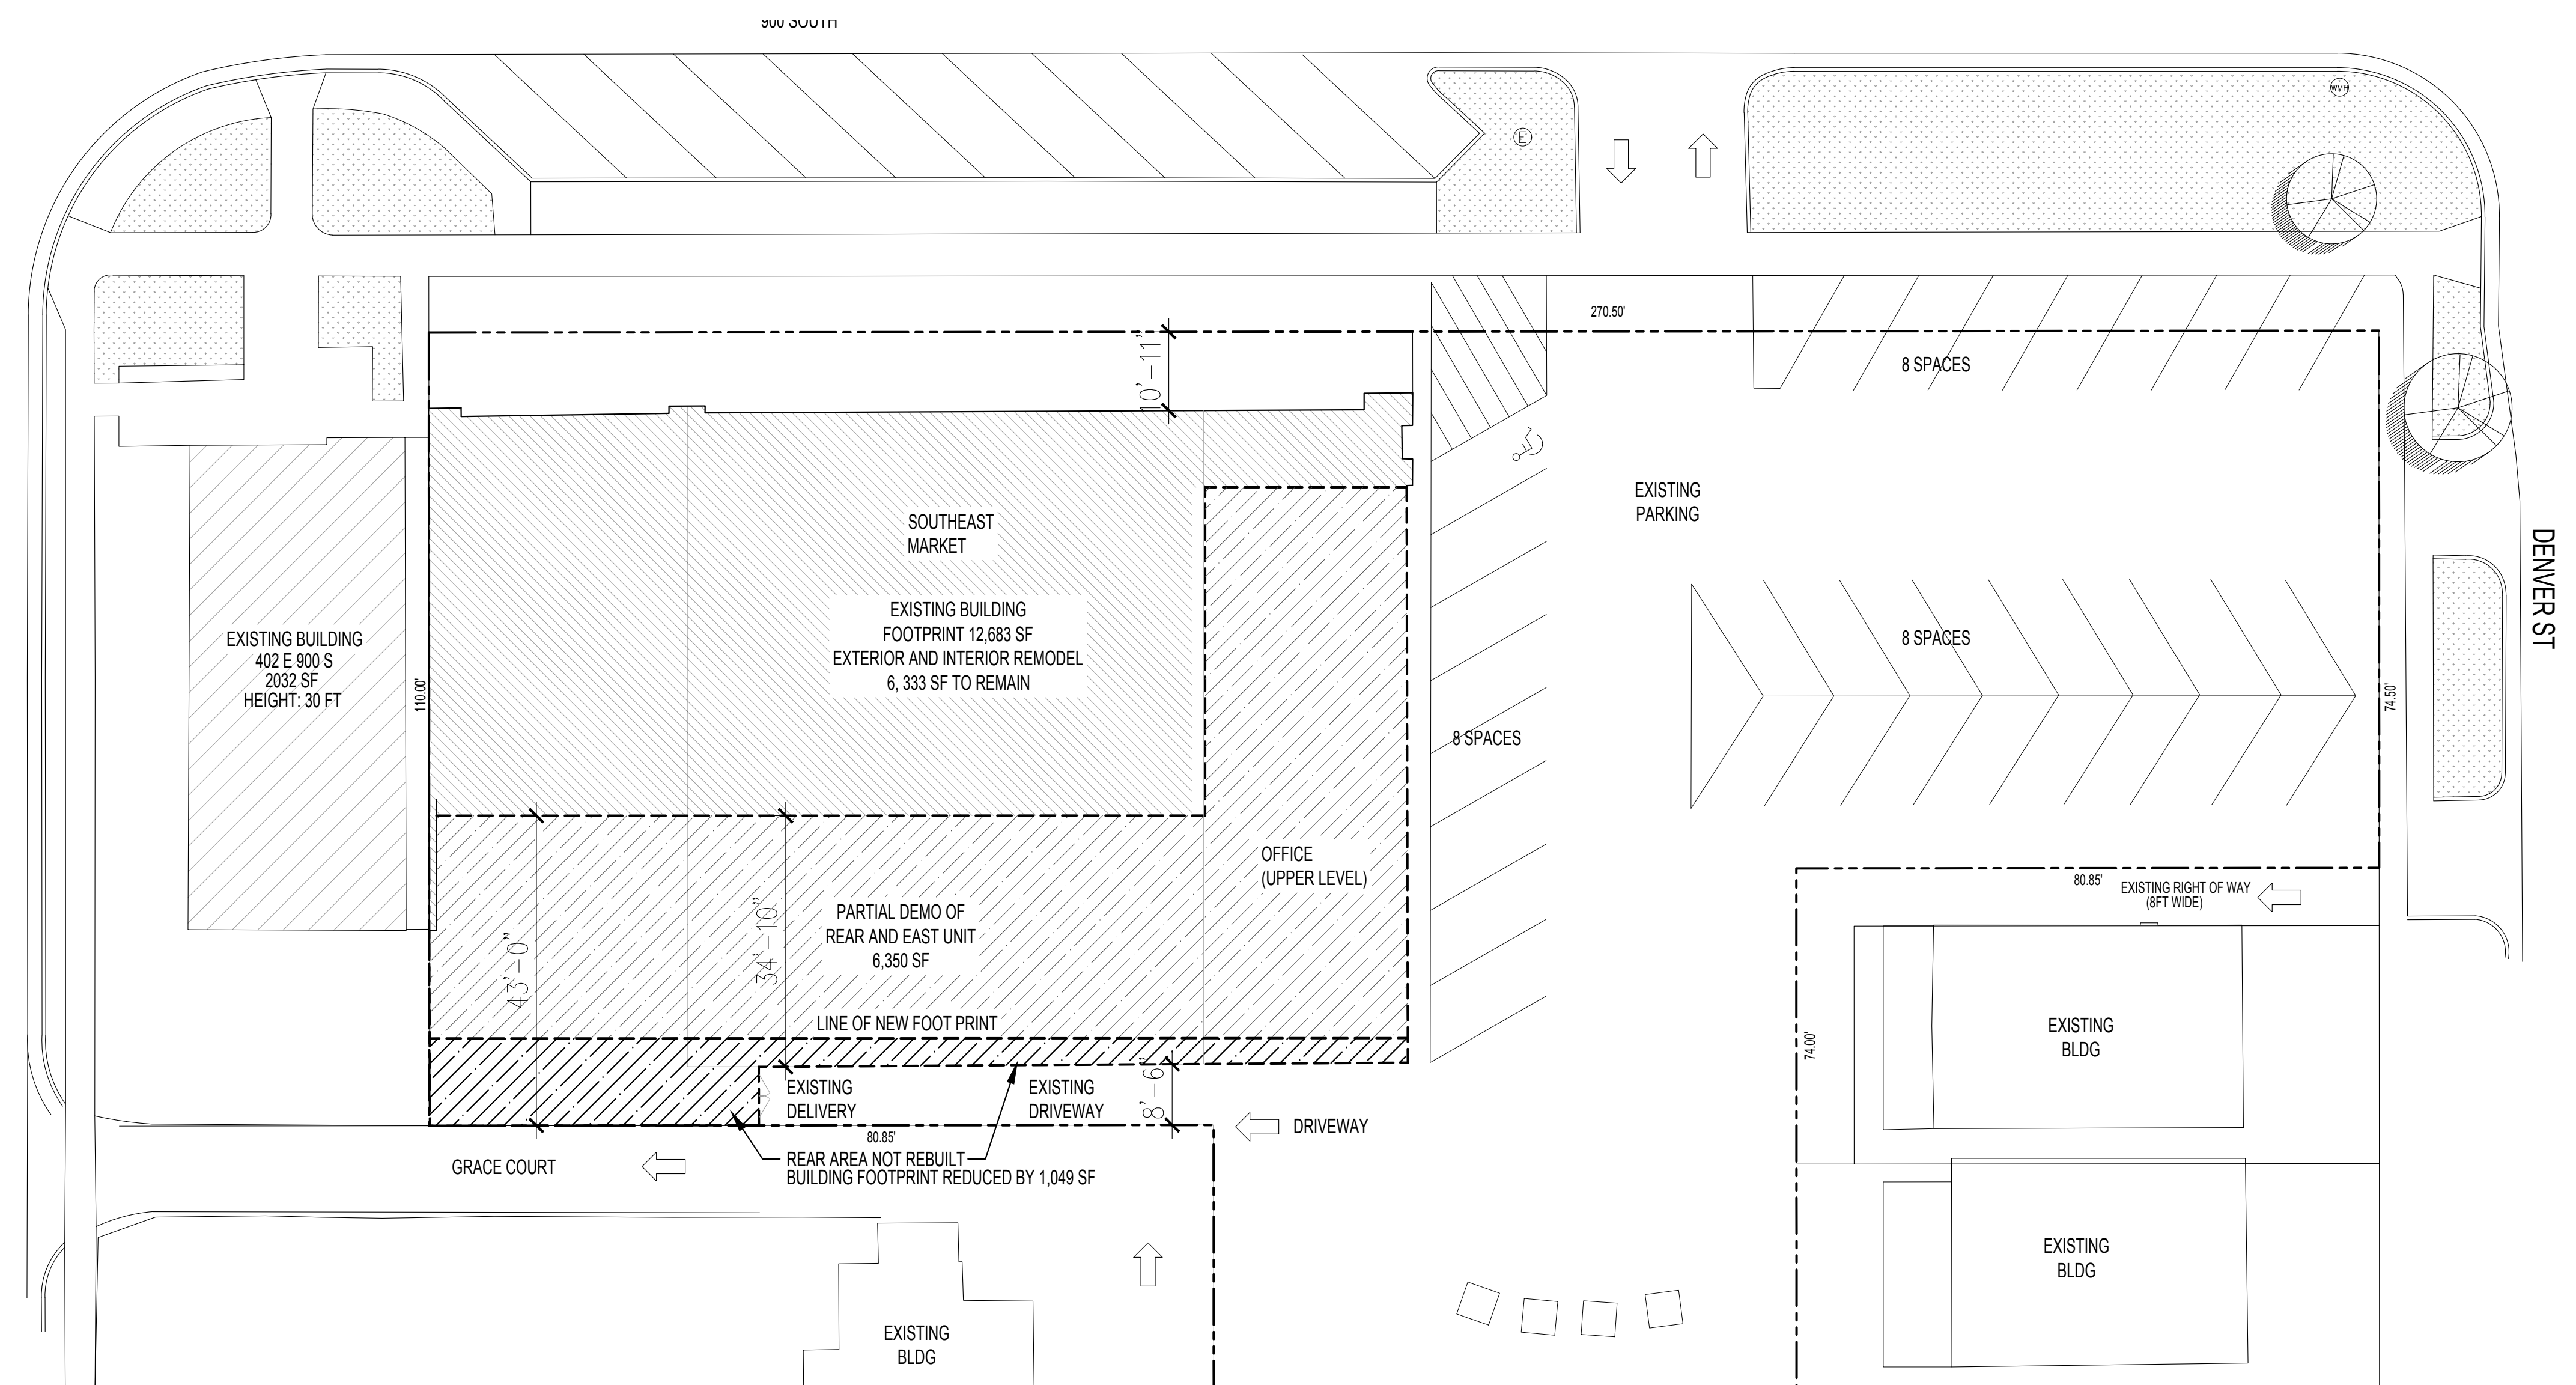 900 SOUTH
WMH
E
270.50'
10'-11"
8 SPACES
EXISTING
PARKING
SOUTHEAST
MARKET
DENVER ST
EXISTING BUILDING
FOOTPRINT 12,683 SF
EXTERIOR AND INTERIOR REMODEL
6, 333 SF TO REMAIN
EXISTING BUILDING
402 E 900 S
2032 SF
HEIGHT: 30 FT
110.00'
8 SPACES
74.50'
8 SPACES
OFFICE
(UPPER LEVEL)
80.85'
EXISTING RIGHT OF WAY
(8FT WIDE)
PARTIAL DEMO OF
REAR AND EAST UNIT
6,350 SF
43'-0"
34'-10"
LINE OF NEW FOOT PRINT
EXISTING
BLDG
74.00'
EXISTING
DELIVERY
EXISTING
DRIVEWAY
8'-6"
DRIVEWAY
80.85'
GRACE COURT
REAR AREA NOT REBUILT
BUILDING FOOTPRINT REDUCED BY 1,049 SF
EXISTING
BLDG
EXISTING
BLDG